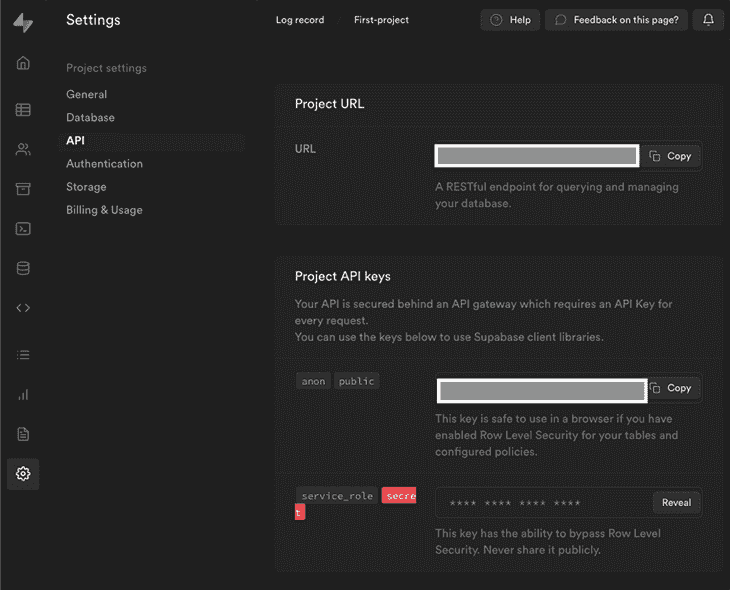 Settings
Log record
First-project
Help
Feedback on this page?
Project settings
General
Database
API
Authentication
Storage
Billing & Usage
Project URL
URL
Copy
A RESTful endpoint for querying and managing
your database.
Project API keys
Your API is secured behind an API gateway which requires an API Key for
every request.
You can use the keys below to use Supabase client libraries.
anon public
Copy
This key is safe to use in a browser if you have
enabled Row Level Security for your tables and
configured policies.
service_role secre
t
**** **** **** ****
Reveal
This key has the ability to bypass Row Level
Security. Never share it publicly.